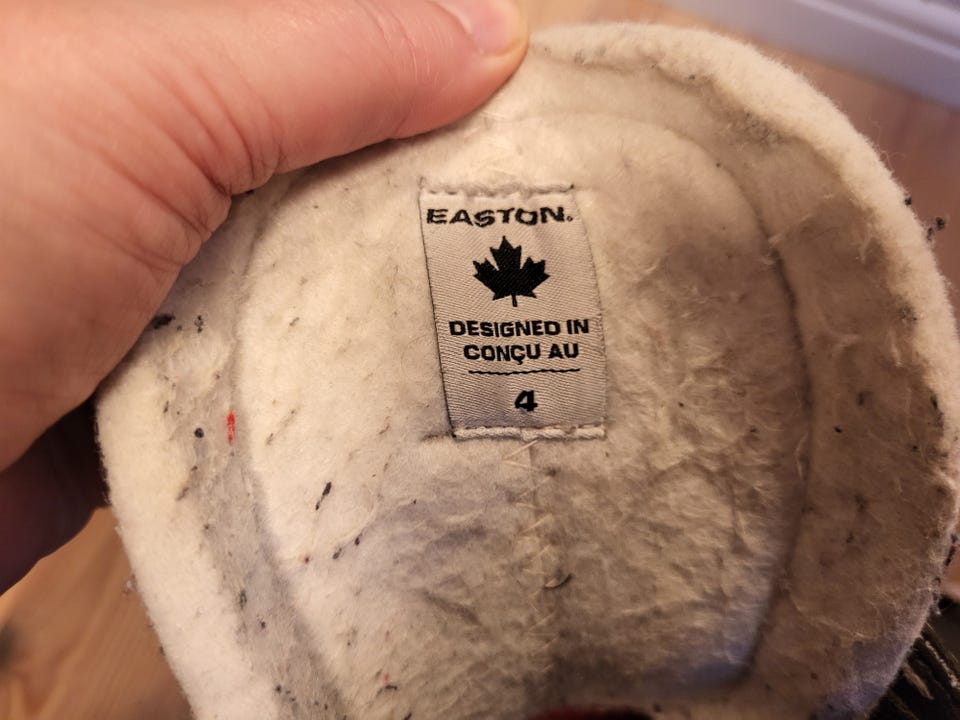 EASTON
DESIGNED IN
CONÇU AU
4